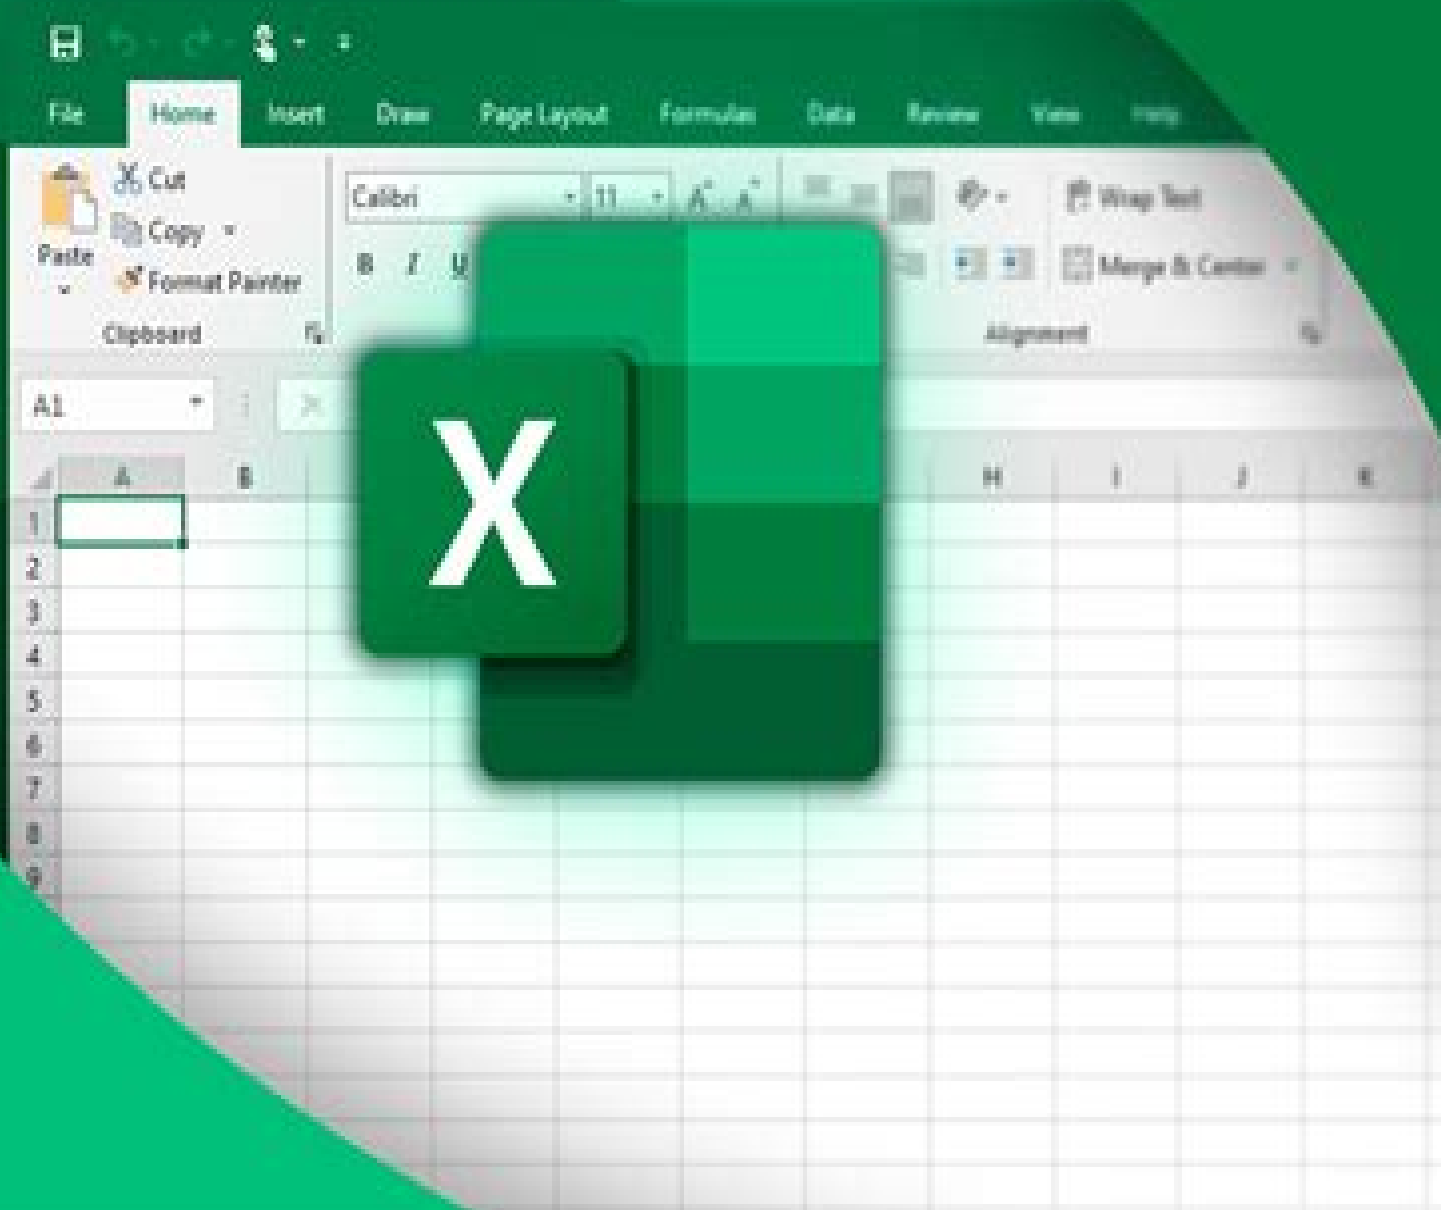 File Home Insert Draw Page Layout Formulas Data Review View Help
Cut
Calibri 11 A A Wrap Text
Copy
Paste
B I U Merge & Center
Format Painter
Clipboard Alignment
A1
A B H I J K
X
1
2
3
4
5
6
7
8
9